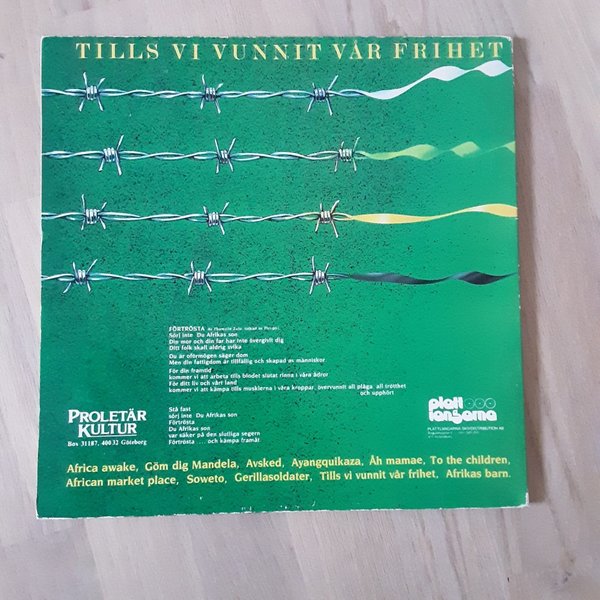 TILLS VI VUNNIT VÅR FRIHET
FÖRTRÖSTA
Sörj inte Du Afrikas son
Din mor och din far har inte övergivit dig
Ditt folk skall aldrig svika
Du är oförmögen säger dom
Men din fattigdom är tillfällig och skapad av människor
För din framtid
kommer vi att arbeta tills blodet slutat rinna i våra ådror
För ditt liv och vårt land
kommer vi att kämpa tills musklerna i våra kroppar, övervunnit all plåga, all trötthet
och upphört
Stå fast
sörj inte Du Afrikas son
Förtrösta
Du Afrikas son
var säker på den slutliga segern
Förtrösta .... och kämpa framåt
PROLETÄR
KULTUR
Box 31187, 400 32 Göteborg
plattlangarna
PLATTLANGARNA SKIVDISTRIBUTION AB
Africa awake, Göm dig Mandela, Avsked, Ayangquikaza, Åh mamae, To the children,
African market place, Soweto, Gerillasoldater, Tills vi vunnit vår frihet, Afrikas barn.